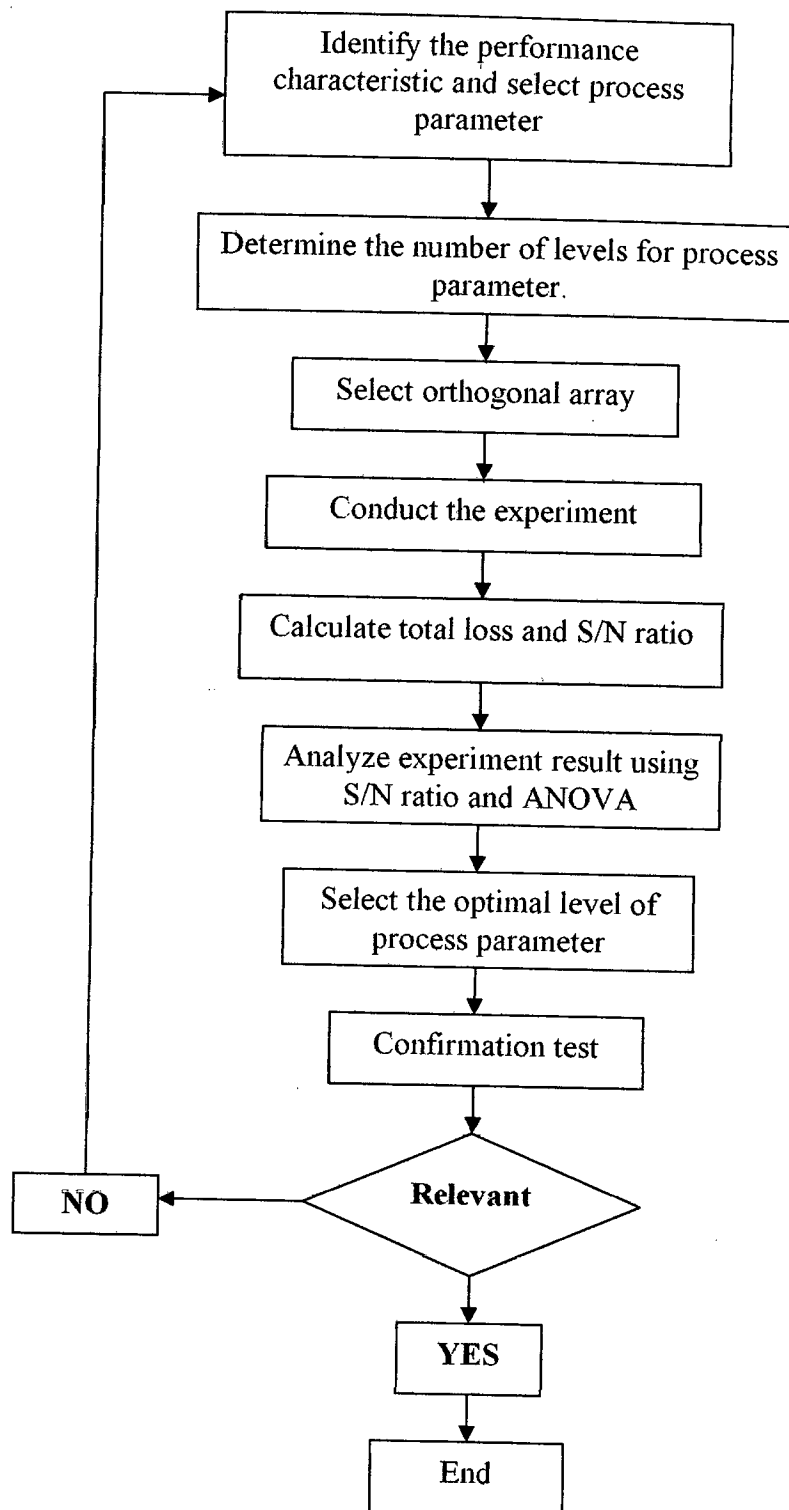 Identify the performance
characteristic and select process
parameter
Determine the number of levels for process
parameter.
Select orthogonal array
Conduct the experiment
Calculate total loss and S/N ratio
Analyze experiment result using
S/N ratio and ANOVA
Select the optimal level of
process parameter
Confirmation test
Relevant
NO
YES
End